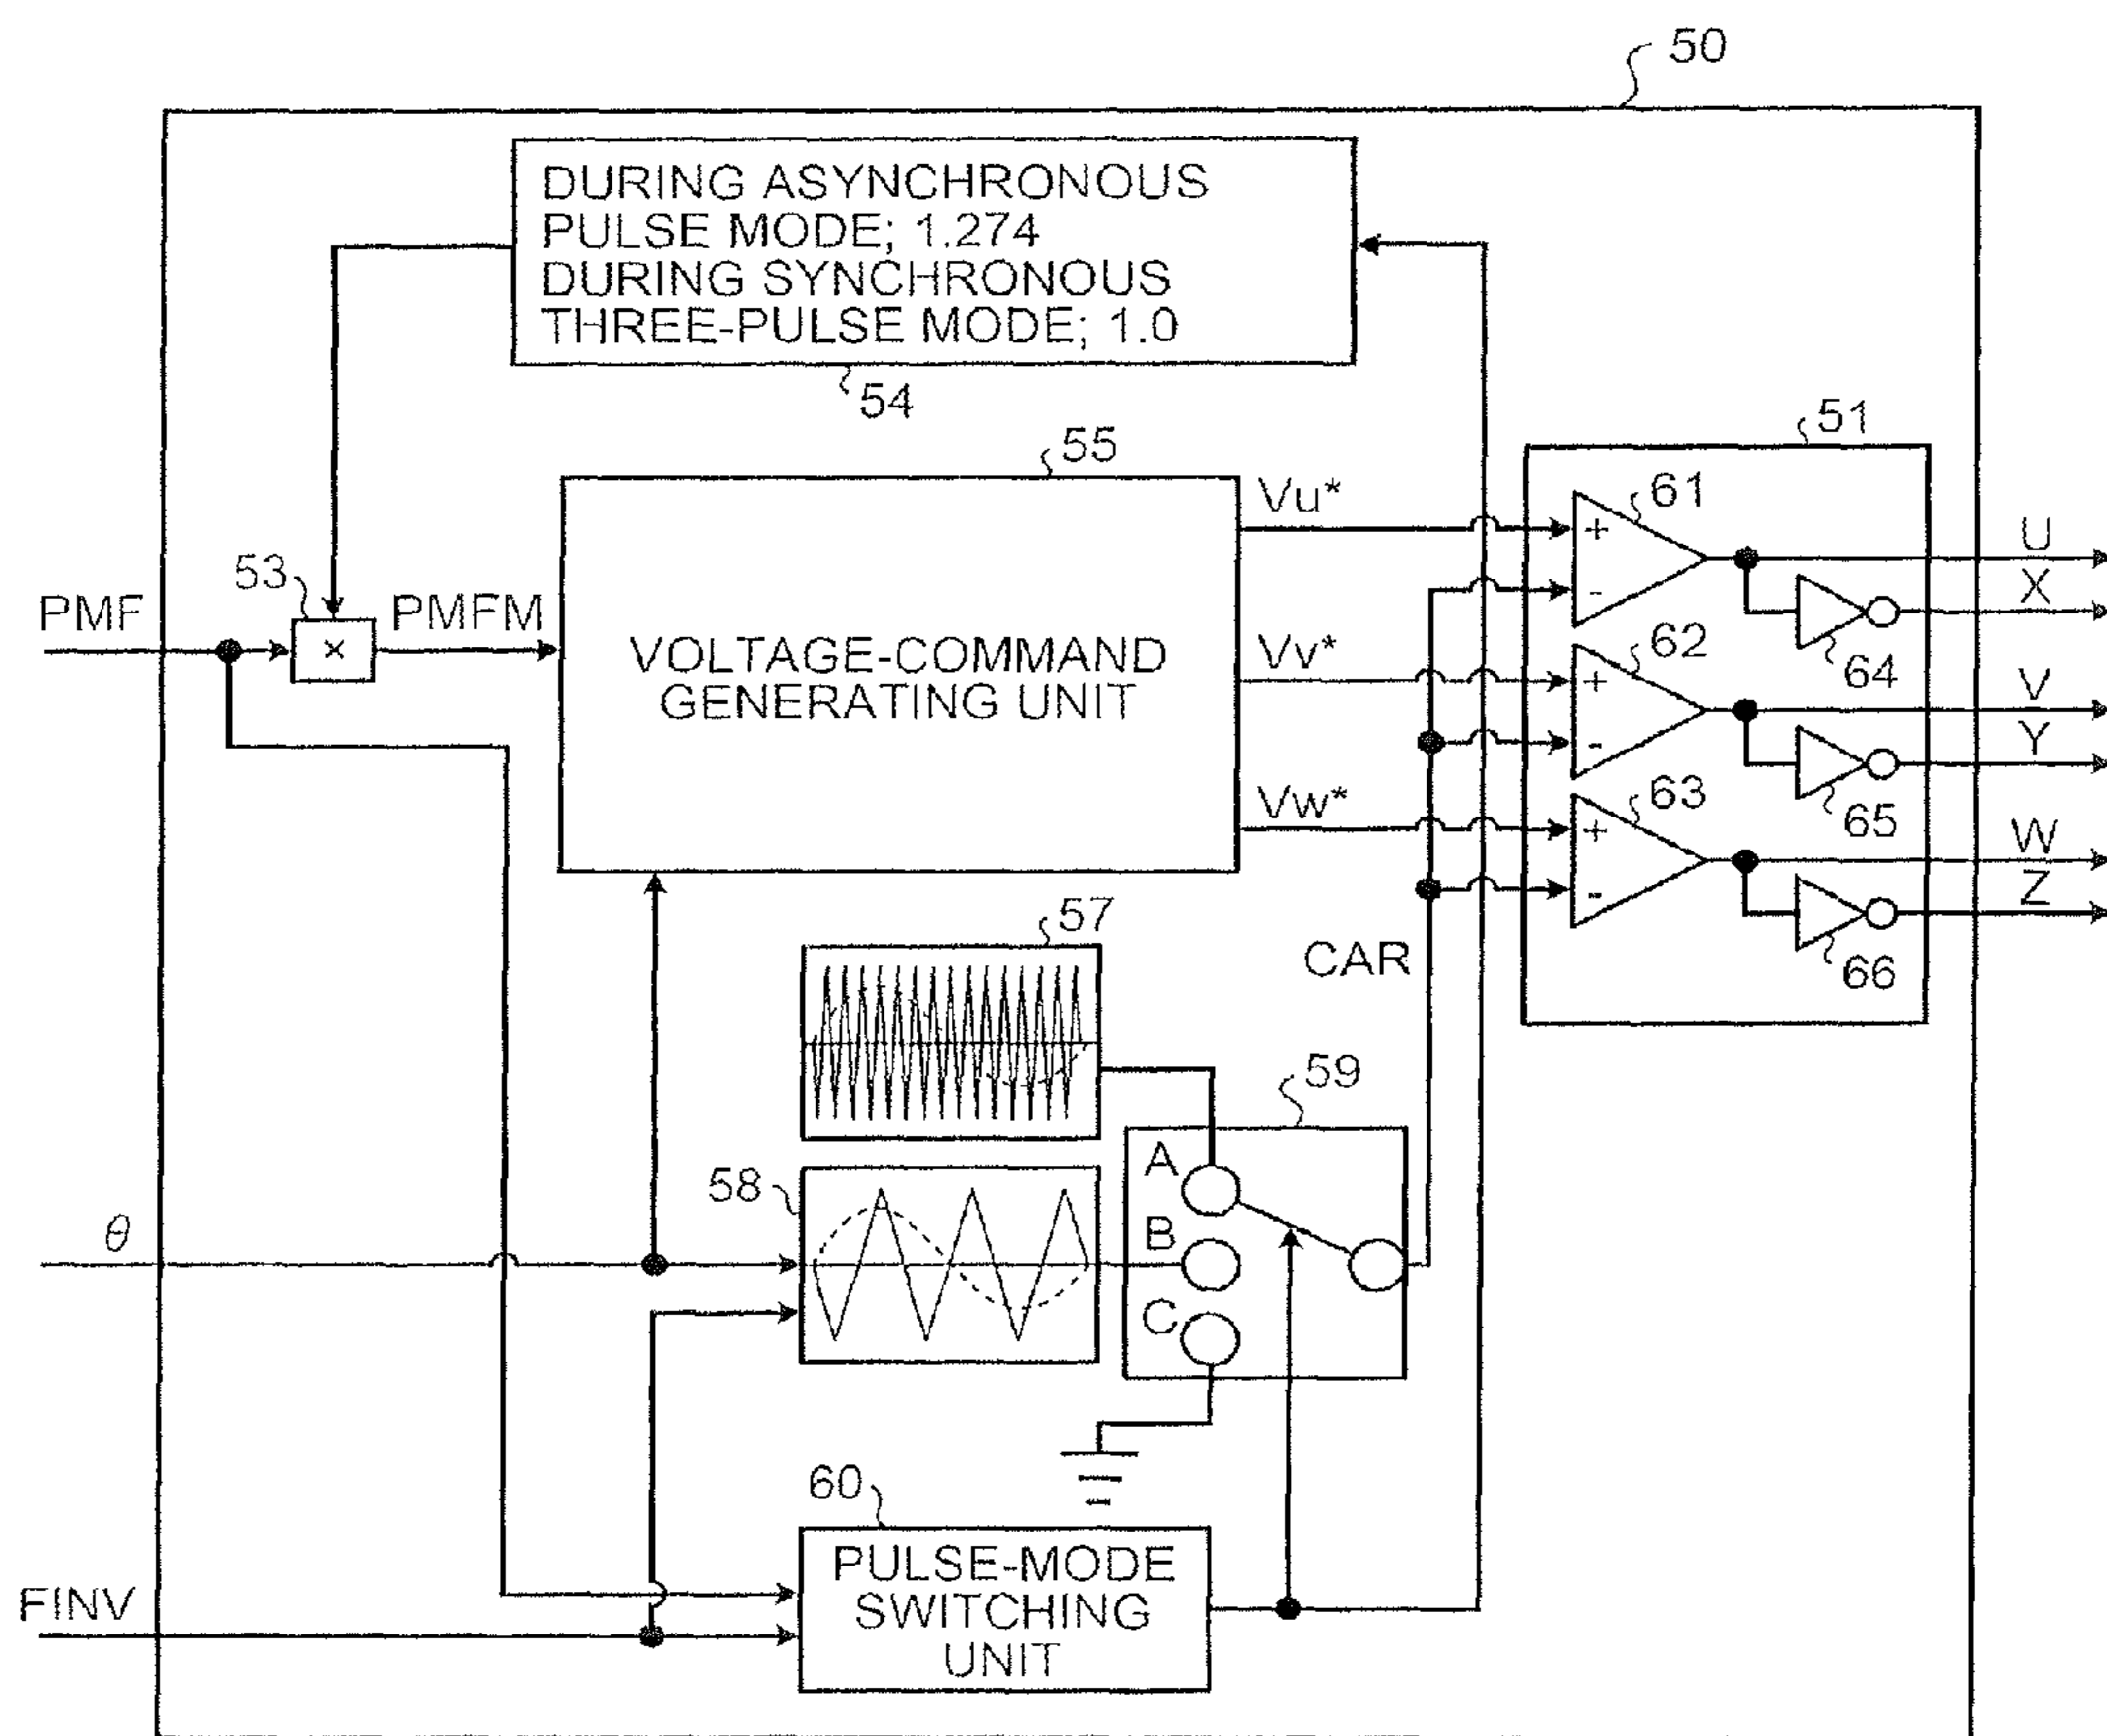 50
DURING ASYNCHRONOUS
PULSE MODE; 1.274
DURING SYNCHRONOUS
THREE-PULSE MODE; 1.0
54
55
51
53
PMF
×
PMFM
VOLTAGE-COMMAND
GENERATING UNIT
Vu*
Vv*
Vw*
+
-
61
64
U
X
+
-
62
65
V
Y
+
-
63
66
W
Z
CAR
57
58
59
A
B
C
θ
60
PULSE-MODE
SWITCHING
UNIT
FINV